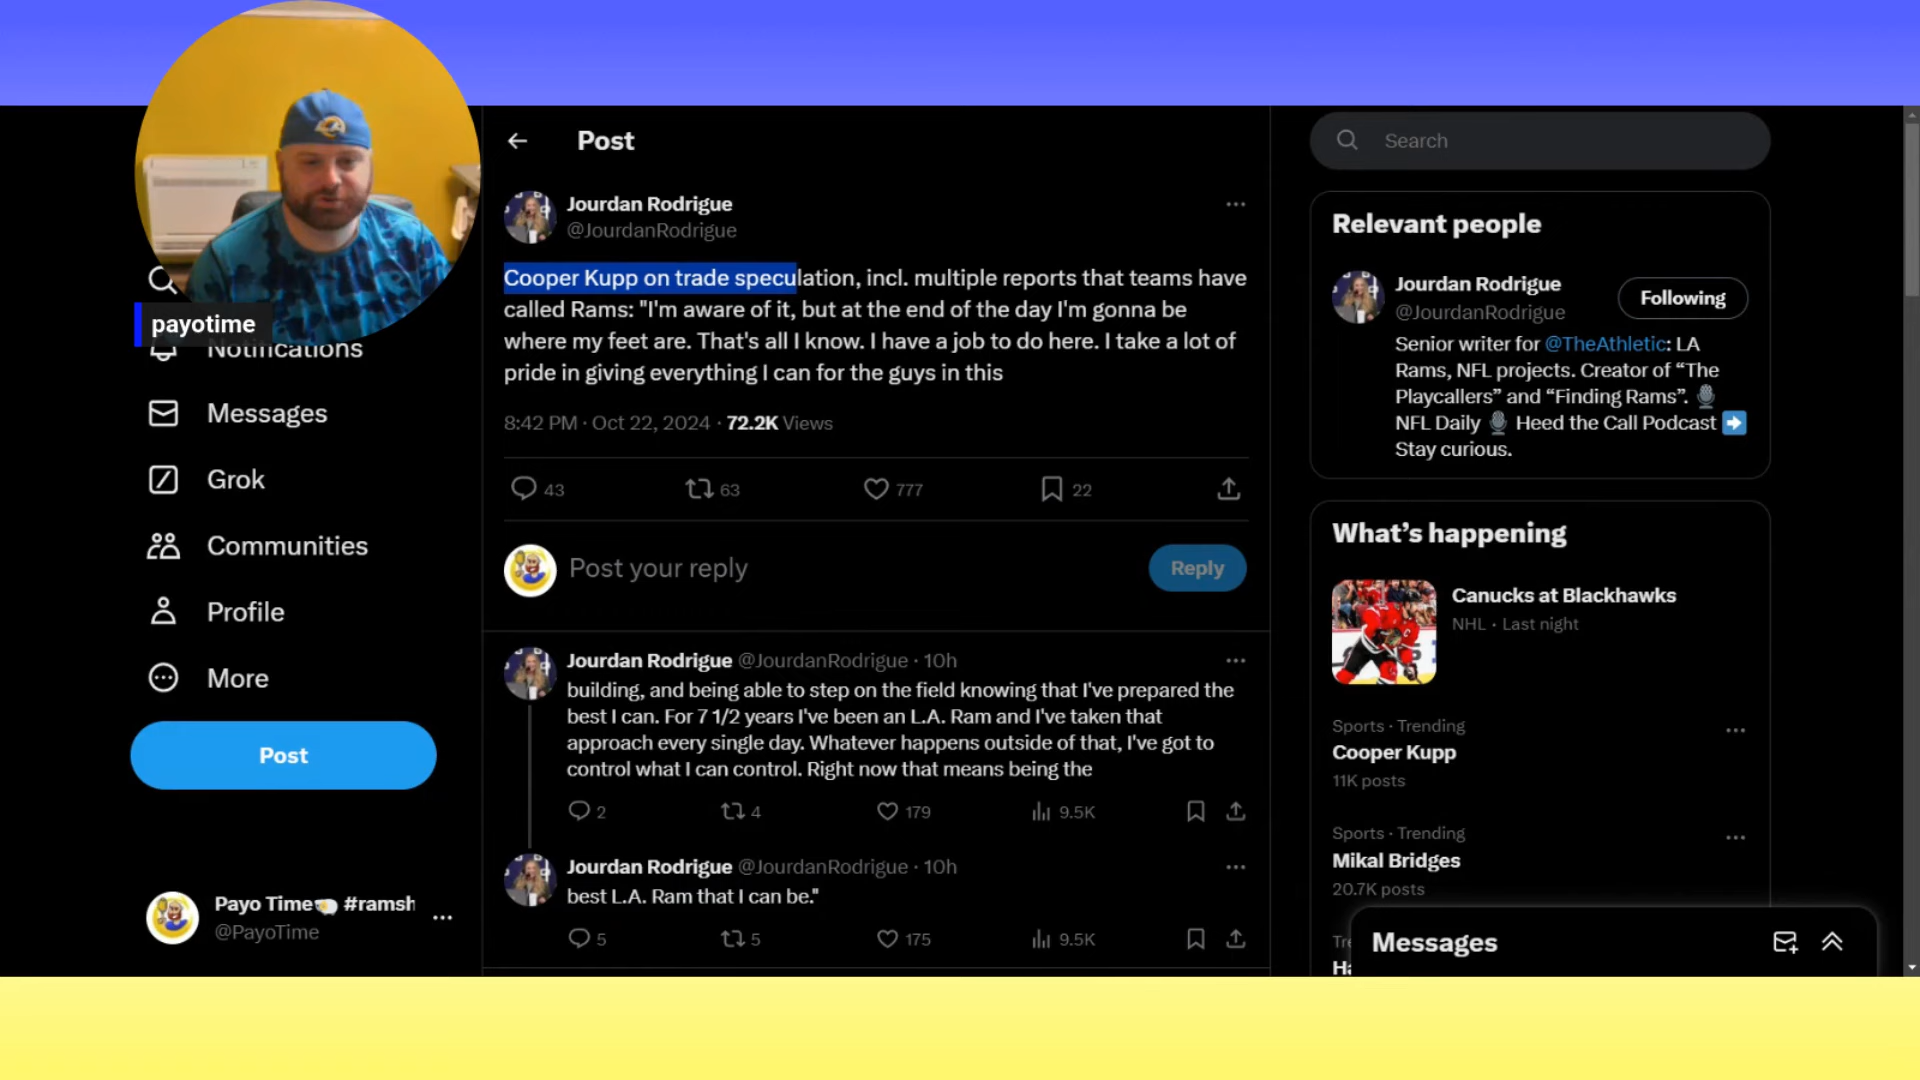 payotime
Notifications
Messages
Grok
Communities
Profile
More
Post
Payo Time #ramsh
@PayoTime
Post
Jourdan Rodrigue
@JourdanRodrigue
Cooper Kupp on trade speculation, incl. multiple reports that teams have
called Rams: "I'm aware of it, but at the end of the day I'm gonna be
where my feet are. That's all I know. I have a job to do here. I take a lot of
pride in giving everything I can for the guys in this
8:42 PM · Oct 22, 2024 · 72.2K Views
43 63 777 22
Post your reply
Reply
Jourdan Rodrigue @JourdanRodrigue · 10h
building, and being able to step on the field knowing that I've prepared the
best I can. For 7 1/2 years I've been an L.A. Ram and I've taken that
approach every single day. Whatever happens outside of that, I've got to
control what I can control. Right now that means being the
2 4 179 9.5K
Jourdan Rodrigue @JourdanRodrigue · 10h
best L.A. Ram that I can be."
5 5 175 9.5K
Search
Relevant people
Jourdan Rodrigue
@JourdanRodrigue
Following
Senior writer for @TheAthletic: LA
Rams, NFL projects. Creator of “The
Playcallers” and “Finding Rams”.
NFL Daily Heed the Call Podcast
Stay curious.
What’s happening
Canucks at Blackhawks
NHL · Last night
Sports · Trending
Cooper Kupp
11K posts
Sports · Trending
Mikal Bridges
20.7K posts
Messages